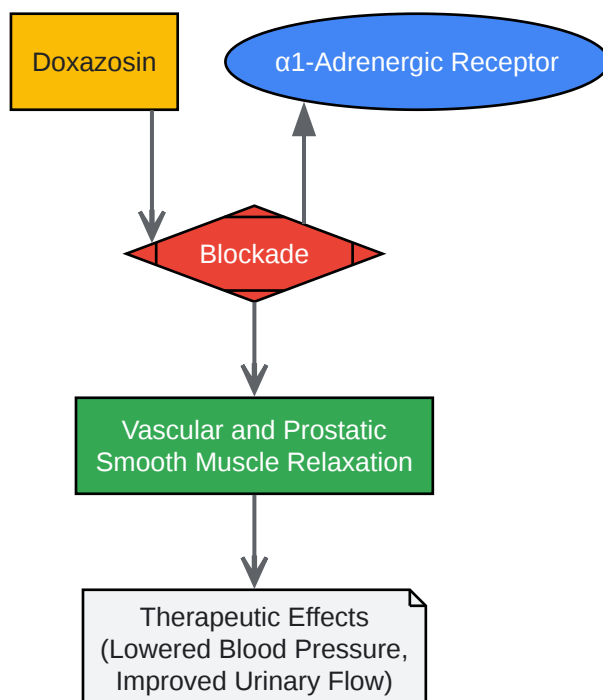 Doxazosin
α1-Adrenergic Receptor
Blockade
Vascular and Prostatic
Smooth Muscle Relaxation
Therapeutic Effects
(Lowered Blood Pressure,
Improved Urinary Flow)